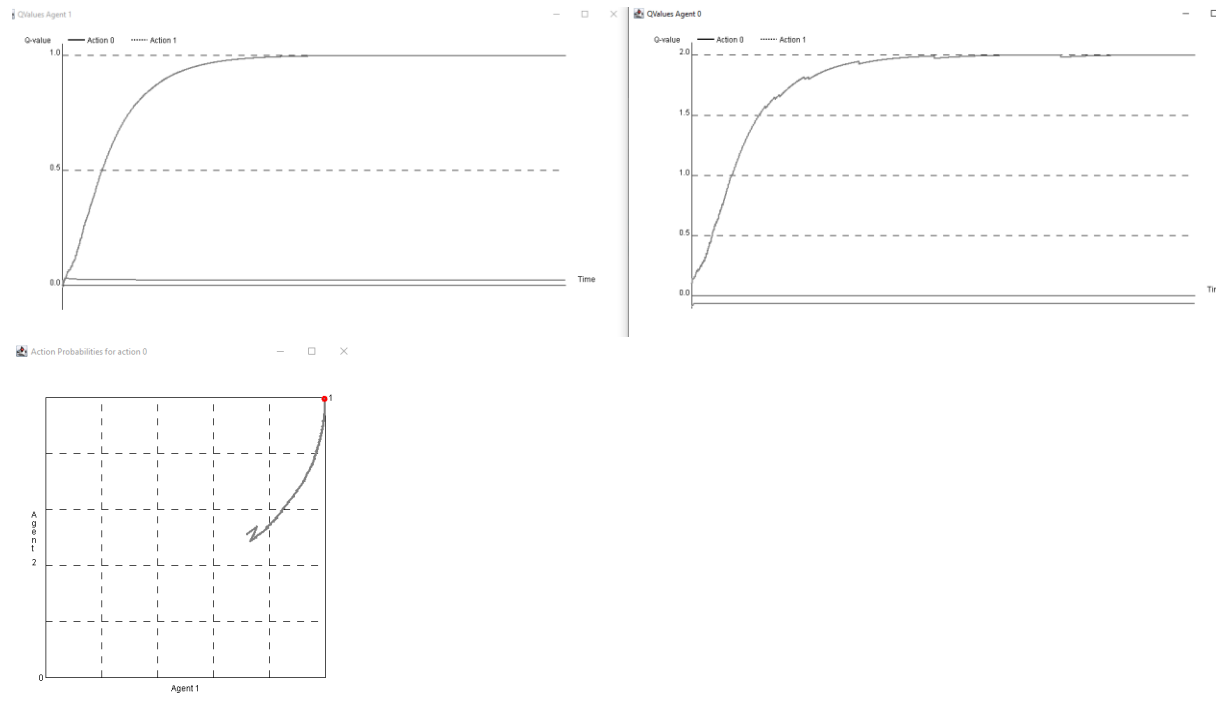 QValues Agent 1
Q-value Action 0 Action 1
1.0
0.5
0.0
Time
QValues Agent 0
Q-value Action 0 Action 1
2.0
1.5
1.0
0.5
0.0
Action Probabilities for action 0
1
Agent 2
0
Agent 1